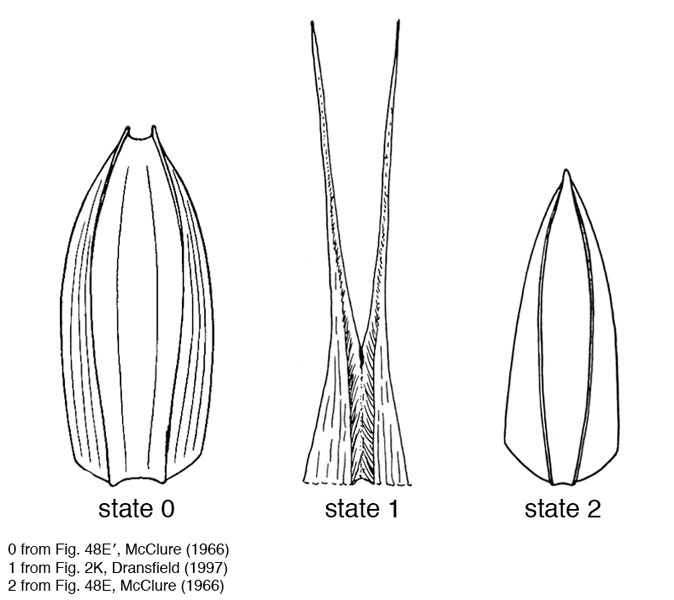 state 0 state 1 state 2
0 from Fig. 48E′, McClure (1966)
1 from Fig. 2K, Dransfield (1997)
2 from Fig. 48E, McClure (1966)